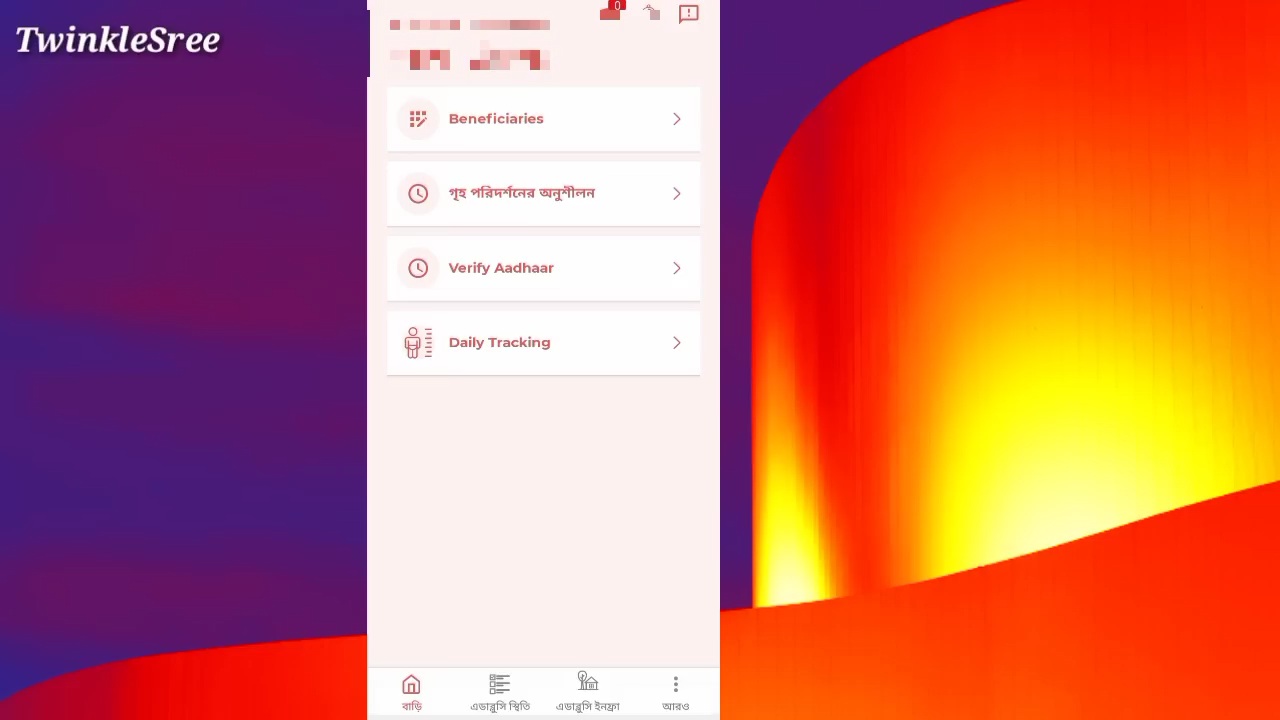 TwinkleSree
0
Beneficiaries
গৃহ পরিদর্শনের অনুশীলন
Verify Aadhaar
Daily Tracking
বাড়ি
এডাব্লুসি স্থিতি
এডাব্লুসি ইনফ্রা
আরও